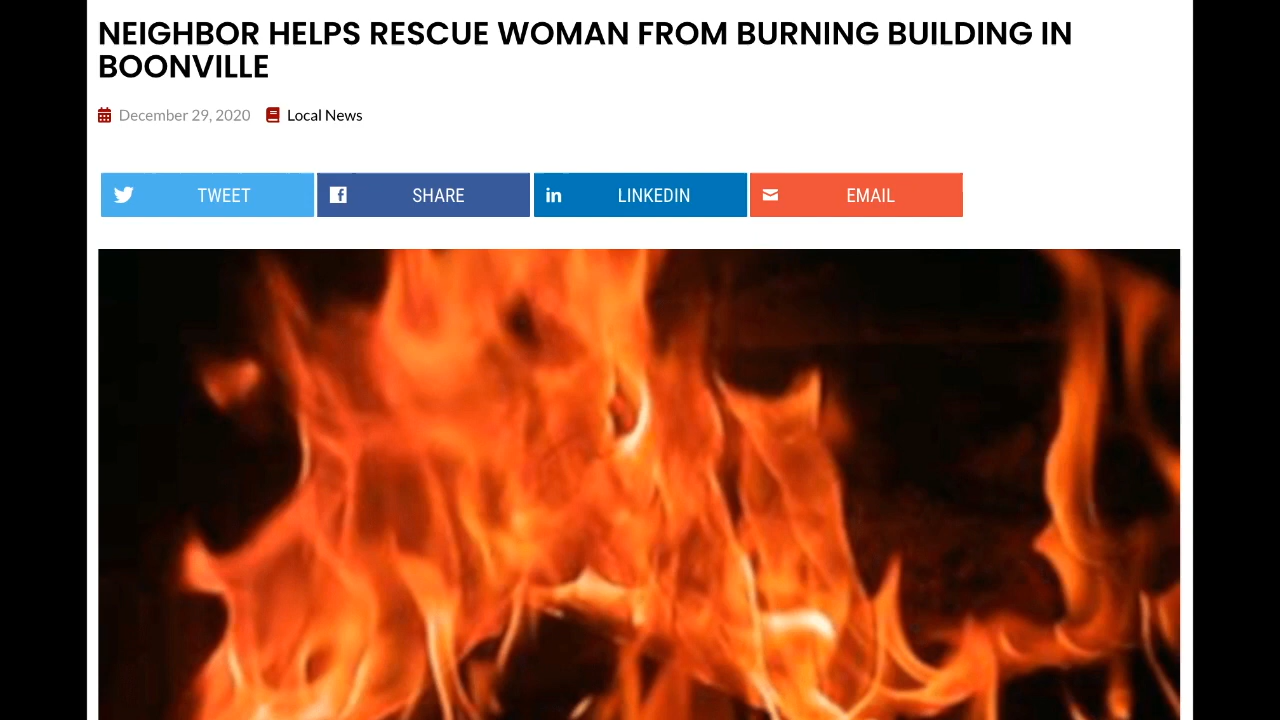 NEIGHBOR HELPS RESCUE WOMAN FROM BURNING BUILDING IN
BOONVILLE
December 29, 2020 Local News
TWEET SHARE LINKEDIN EMAIL